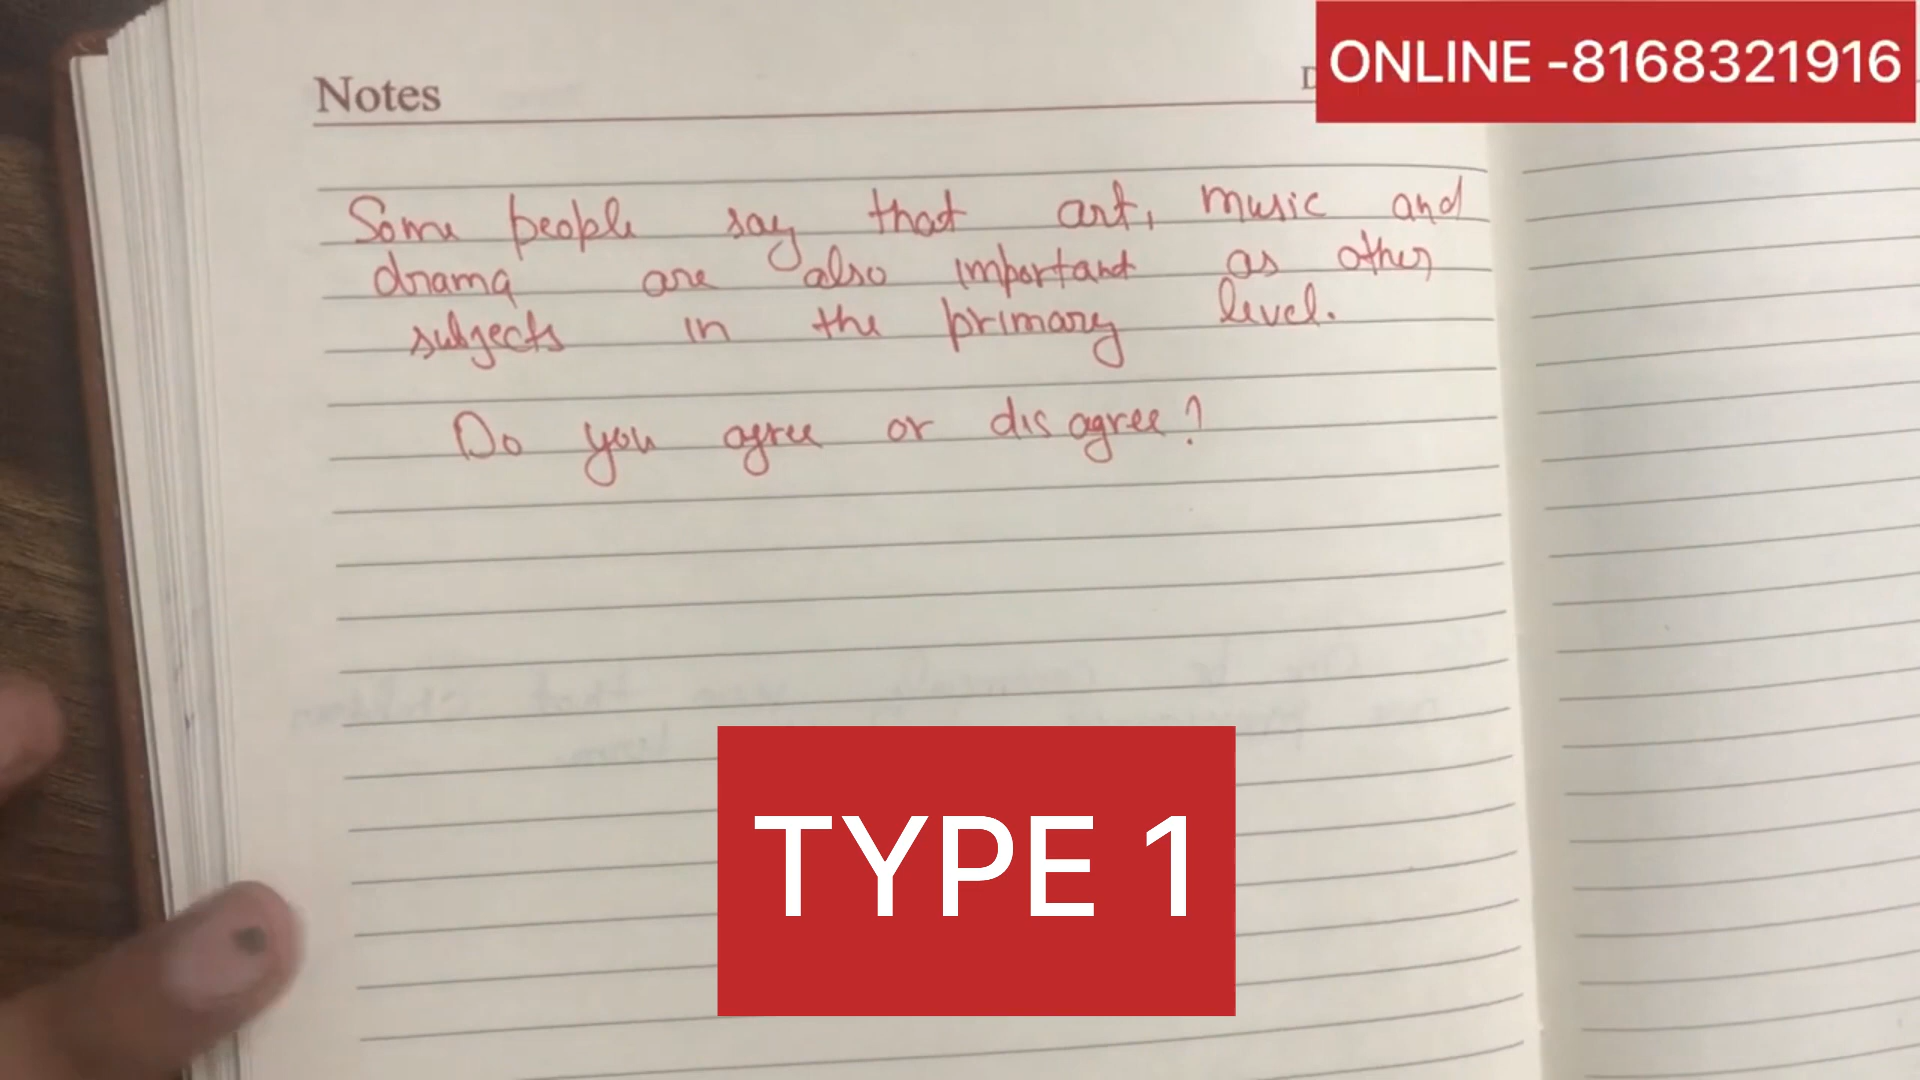 Notes
ONLINE -8168321916
Some people say that art, music and
drama are also important as other
subjects in the primary level.
Do you agree or disagree?
TYPE 1